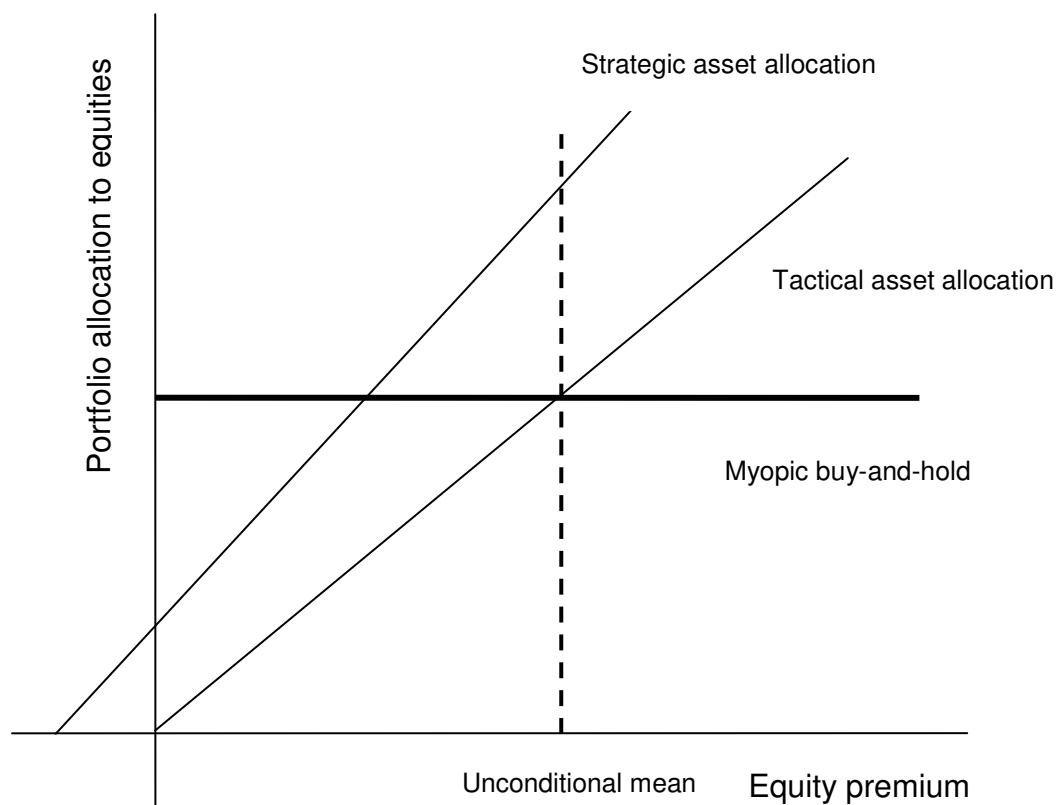 Strategic asset allocation
Portfolio allocation to equities
Tactical asset allocation
Myopic buy-and-hold
Unconditional mean
Equity premium